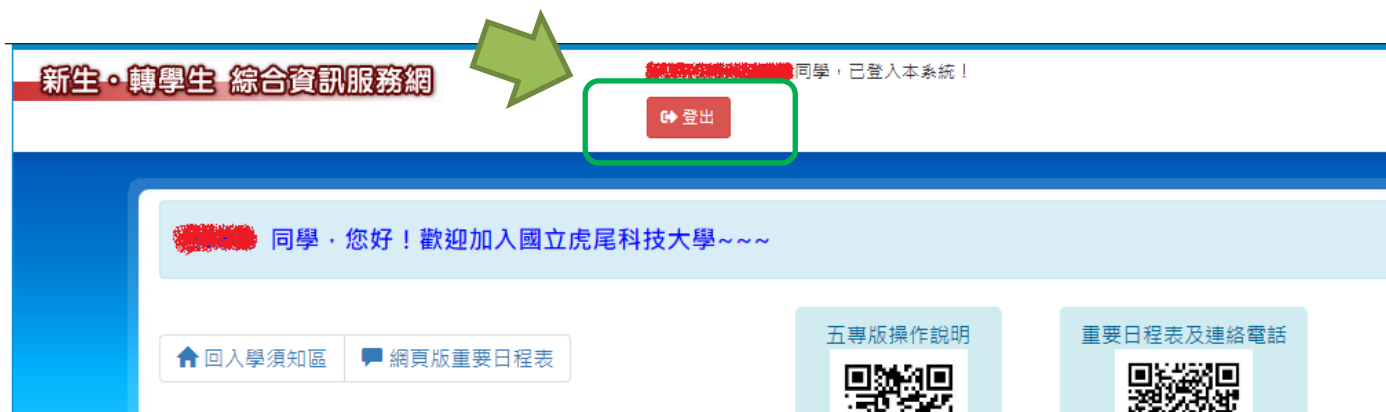 新生・轉學生 綜合資訊服務網
同學，已登入本系統！
登出
同學，您好！歡迎加入國立虎尾科技大學~~~
回入學須知區
網頁版重要日程表
五專版操作說明
重要日程表及連絡電話